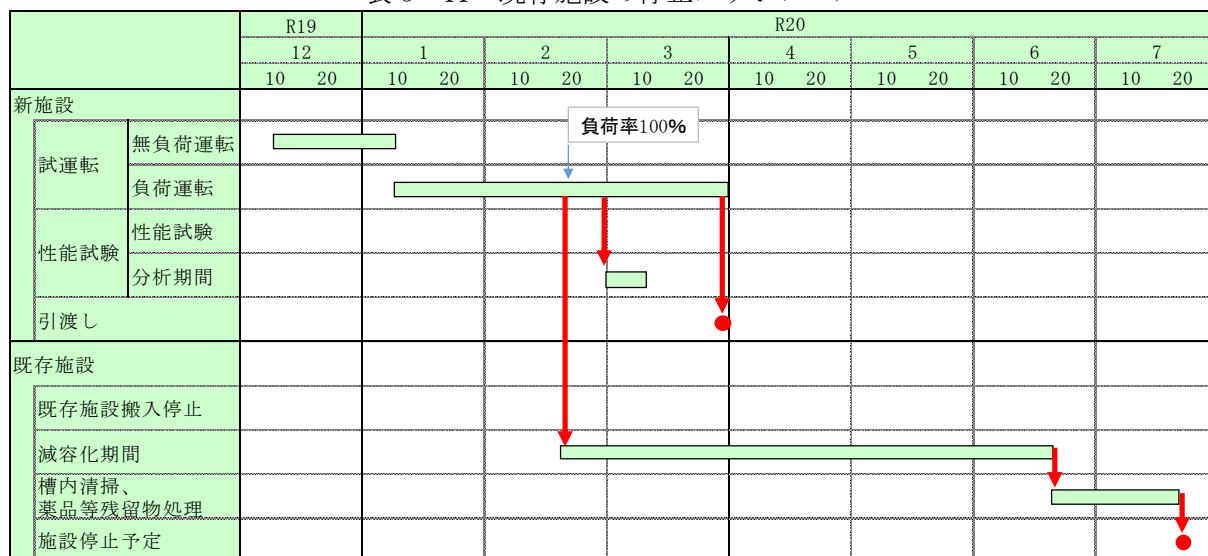 R19 R20
12 1 2 3 4 5 6 7
10 20 10 20 10 20 10 20 10 20 10 20 10 20 10 20
新施設
負荷率100%
試運転
無負荷運転
負荷運転
性能試験
性能試験
分析期間
引渡し
既存施設
既存施設搬入停止
減容化期間
槽内清掃、
薬品等残留物処理
施設停止予定